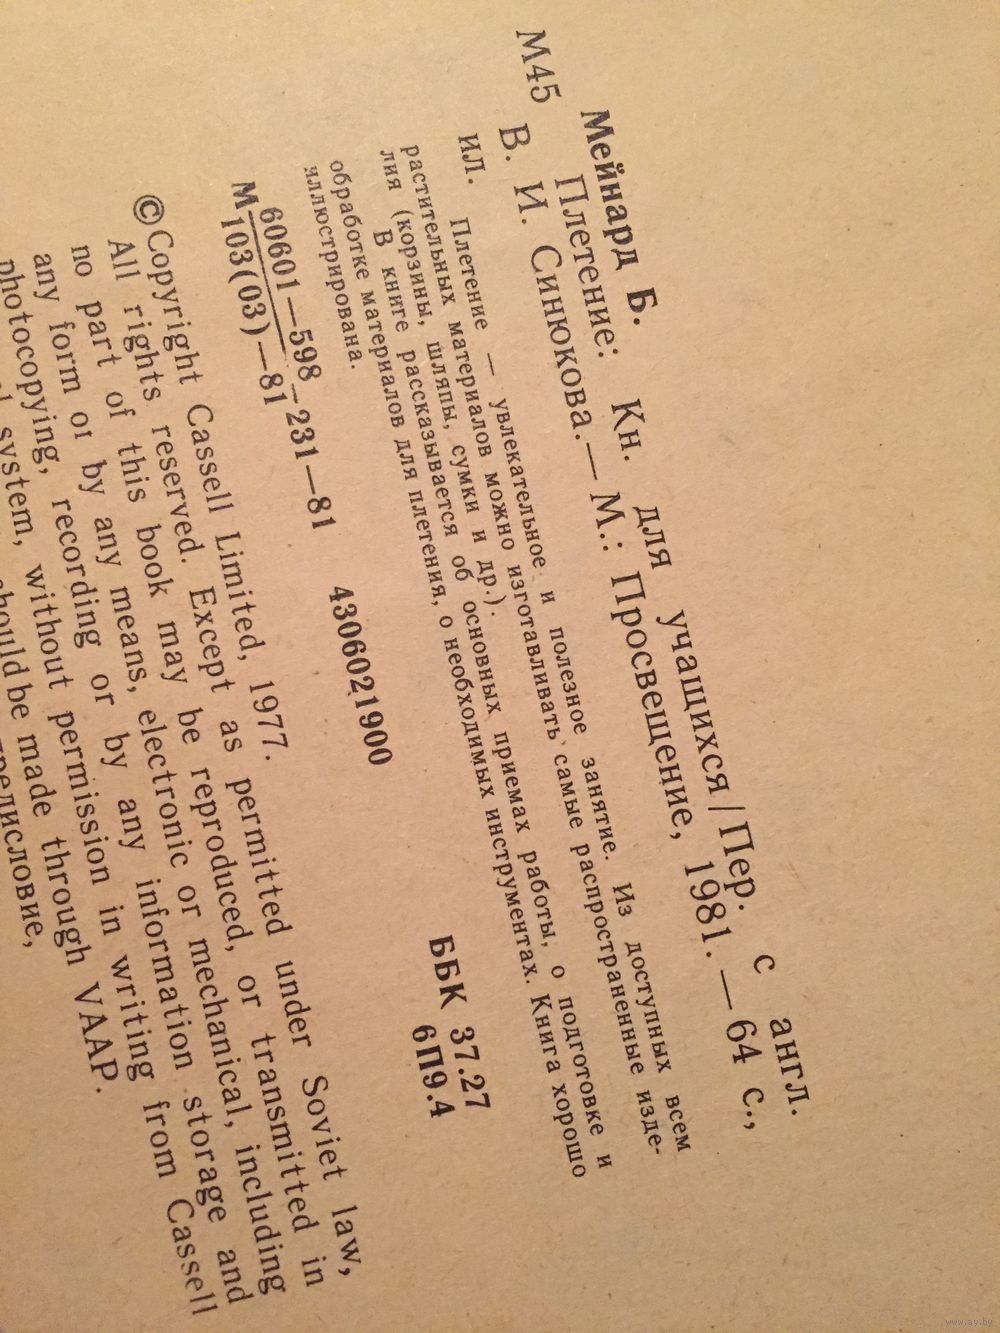 Мейнард Б.
М45 Плетение: Кн. для учащихся / Пер. с англ.
В. И. Синюкова. — М.: Просвещение, 1981. — 64 с.,
ил.
Плетение — увлекательное и полезное занятие. Из доступных всем
растительных материалов можно изготавливать самые распространенные изде-
лия (корзины, шляпы, сумки и др.).
В книге рассказывается об основных приемах работы, о подготовке и
обработке материалов для плетения, о необходимых инструментах. Книга хорошо
иллюстрирована.
60601—598
М ————— 231—81 4306021900
103(03)—81
ББК 37.27
6П9.4
© Copyright Cassell Limited, 1977.
All rights reserved. Except as permitted under Soviet law,
no part of this book may be reproduced, or transmitted in
any form or by any means, electronic or mechanical, including
photocopying, recording or by any information storage and
system, without permission in writing from Cassell
should be made through VAAP.
предисловие,
www.ay.by